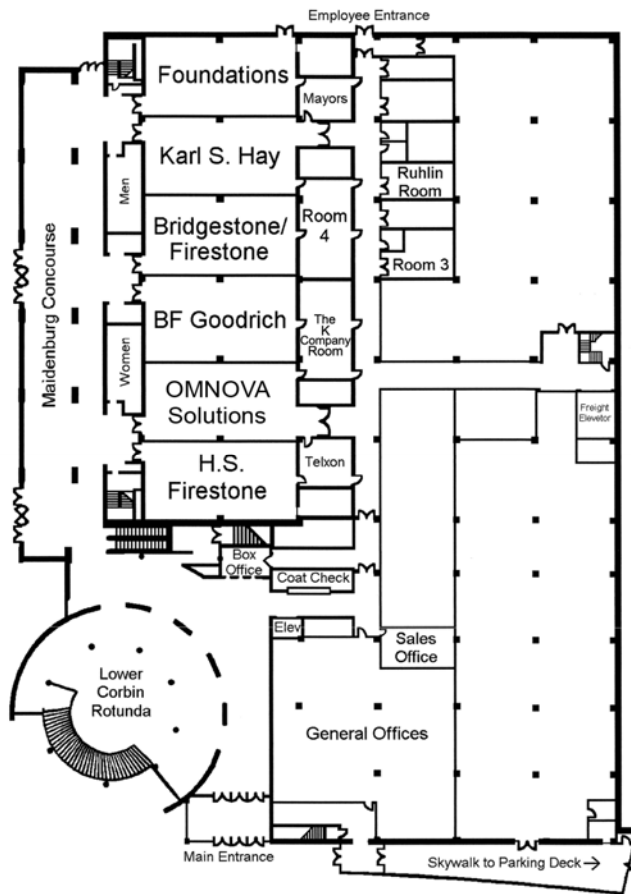 Employee Entrance
Foundations
Mayors
Karl S. Hay
Ruhlin
Room
Men
Room
4
Bridgestone/
Firestone
Room 3
Maidenburg Concourse
BF Goodrich
The
K
Company
Room
Women
OMNOVA
Solutions
Freight
Elevator
H.S.
Firestone
Telxon
Box
Office
Coat Check
Elev
Sales
Office
Lower
Corbin
Rotunda
General Offices
Main Entrance
Skywalk to Parking Deck